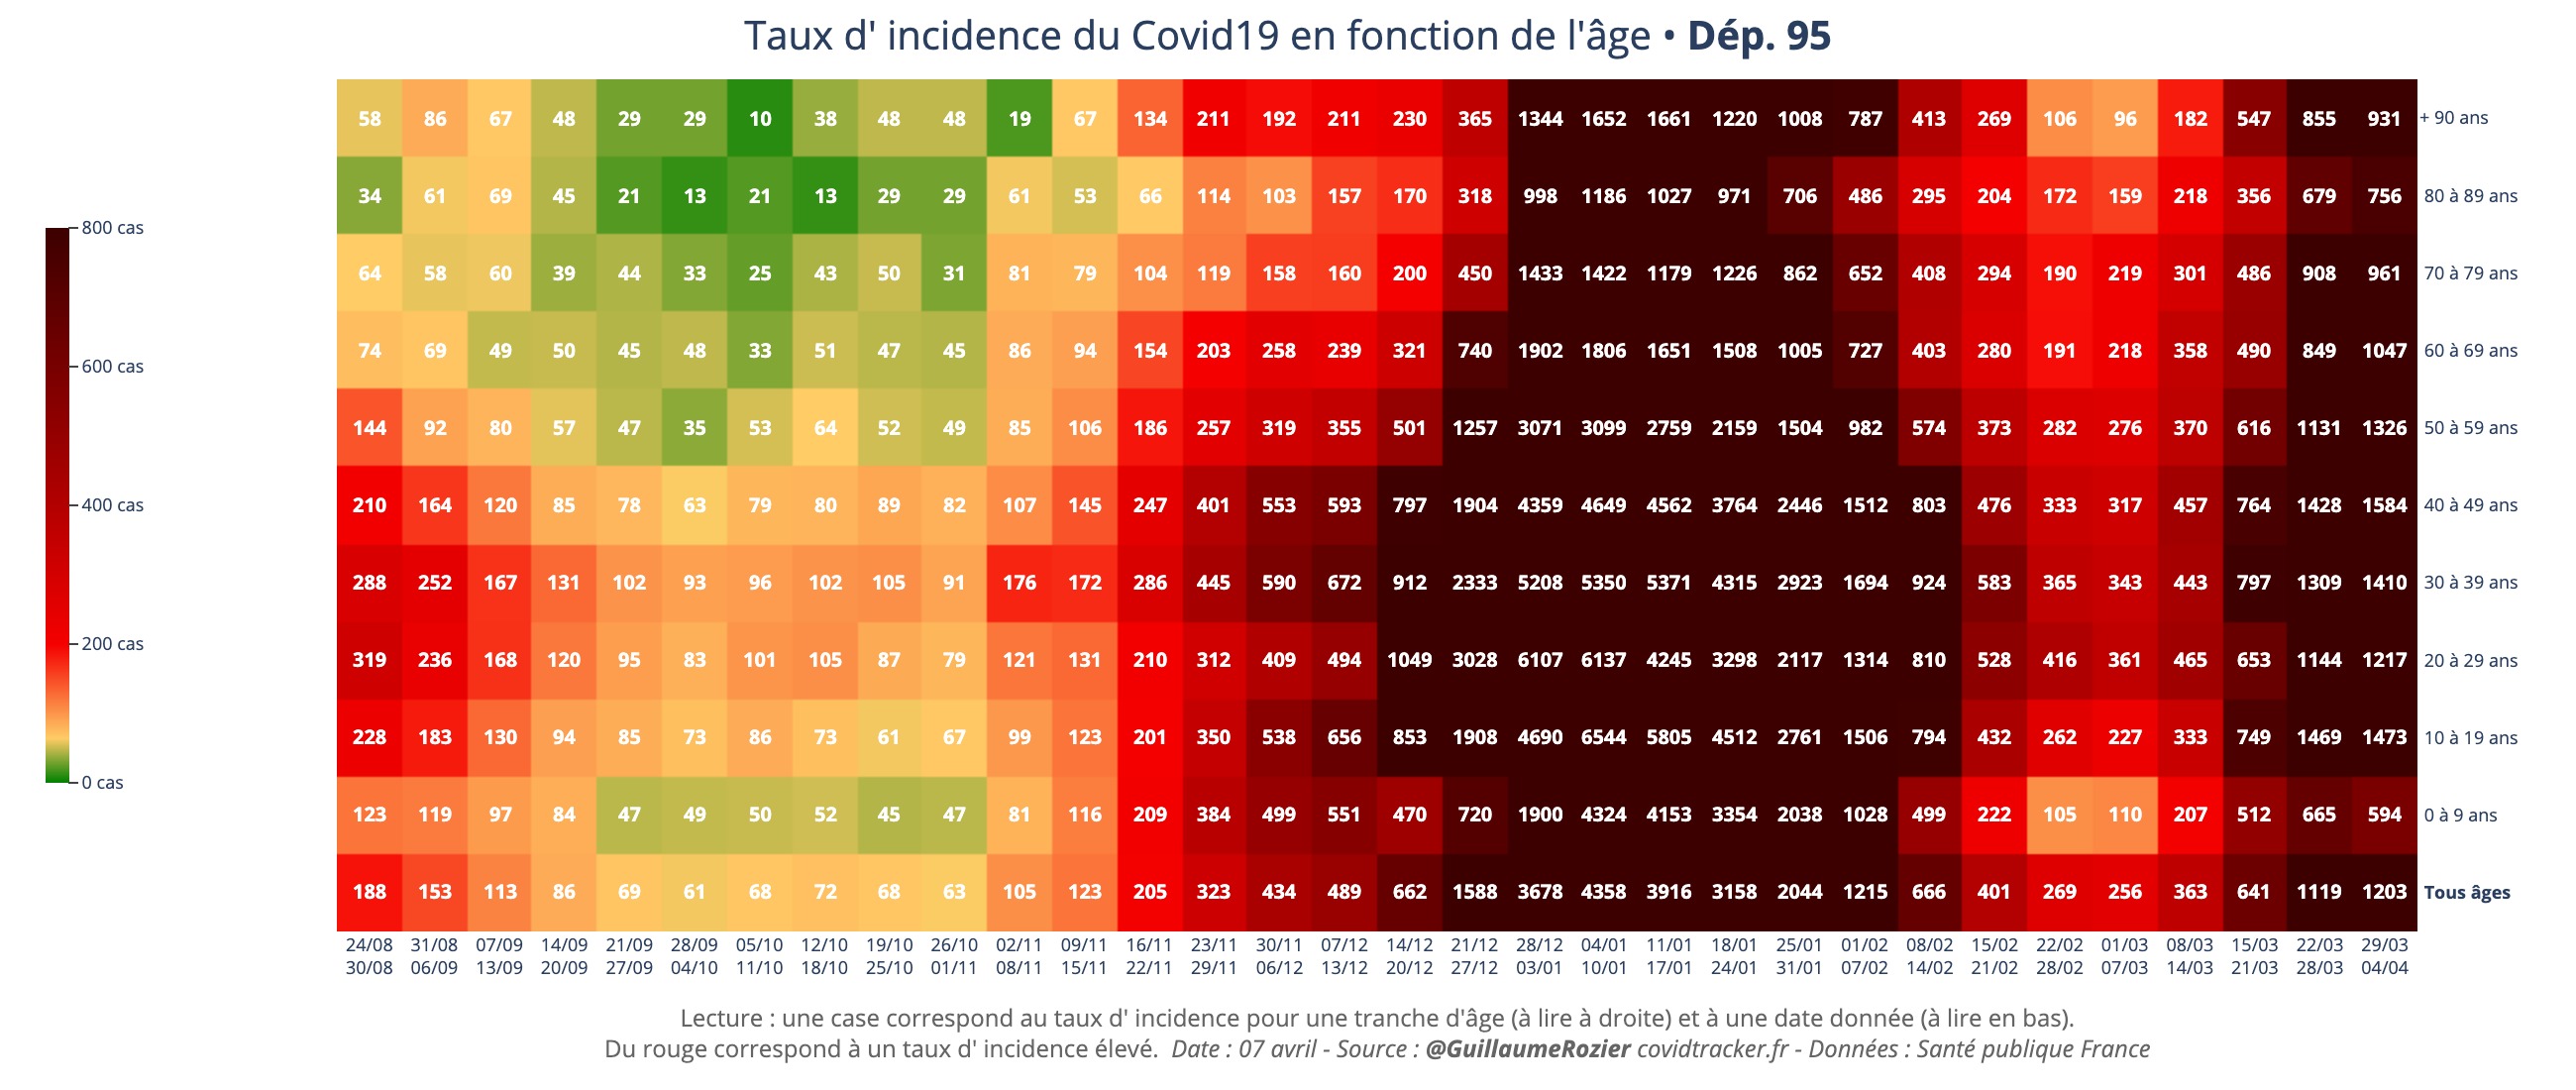 Taux d' incidence du Covid19 en fonction de l'âge • Dép. 95
800 cas
600 cas
400 cas
200 cas
0 cas
58 86 67 48 29 29 10 38 48 48 19 67 134 211 192 211 230 365 1344 1652 1661 1220 1008 787 413 269 106 96 182 547 855 931 + 90 ans
34 61 69 45 21 13 21 13 29 29 61 53 66 114 103 157 170 318 998 1186 1027 971 706 486 295 204 172 159 218 356 679 756 80 à 89 ans
64 58 60 39 44 33 25 43 50 31 81 79 104 119 158 160 200 450 1433 1422 1179 1226 862 652 408 294 190 219 301 486 908 961 70 à 79 ans
74 69 49 50 45 48 33 51 47 45 86 94 154 203 258 239 321 740 1902 1806 1651 1508 1005 727 403 280 191 218 358 490 849 1047 60 à 69 ans
144 92 80 57 47 35 53 64 52 49 85 106 186 257 319 355 501 1257 3071 3099 2759 2159 1504 982 574 373 282 276 370 616 1131 1326 50 à 59 ans
210 164 120 85 78 63 79 80 89 82 107 145 247 401 553 593 797 1904 4359 4649 4562 3764 2446 1512 803 476 333 317 457 764 1428 1584 40 à 49 ans
288 252 167 131 102 93 96 102 105 91 176 172 286 445 590 672 912 2333 5208 5350 5371 4315 2923 1694 924 583 365 343 443 797 1309 1410 30 à 39 ans
319 236 168 120 95 83 101 105 87 79 121 131 210 312 409 494 1049 3028 6107 6137 4245 3298 2117 1314 810 528 416 361 465 653 1144 1217 20 à 29 ans
228 183 130 94 85 73 86 73 61 67 99 123 201 350 538 656 853 1908 4690 6544 5805 4512 2761 1506 794 432 262 227 333 749 1469 1473 10 à 19 ans
123 119 97 84 47 49 50 52 45 47 81 116 209 384 499 551 470 720 1900 4324 4153 3354 2038 1028 499 222 105 110 207 512 665 594 0 à 9 ans
188 153 113 86 69 61 68 72 68 63 105 123 205 323 434 489 662 1588 3678 4358 3916 3158 2044 1215 666 401 269 256 363 641 1119 1203 Tous âges
24/08 31/08 07/09 14/09 21/09 28/09 05/10 12/10 19/10 26/10 02/11 09/11 16/11 23/11 30/11 07/12 14/12 21/12 28/12 04/01 11/01 18/01 25/01 01/02 08/02 15/02 22/02 01/03 08/03 15/03 22/03 29/03
30/08 06/09 13/09 20/09 27/09 04/10 11/10 18/10 25/10 01/11 08/11 15/11 22/11 29/11 06/12 13/12 20/12 27/12 03/01 10/01 17/01 24/01 31/01 07/02 14/02 21/02 28/02 07/03 14/03 21/03 28/03 04/04
Lecture : une case correspond au taux d' incidence pour une tranche d'âge (à lire à droite) et à une date donnée (à lire en bas).
Du rouge correspond à un taux d' incidence élevé. Date : 07 avril - Source : @GuillaumeRozier covidtracker.fr - Données : Santé publique France